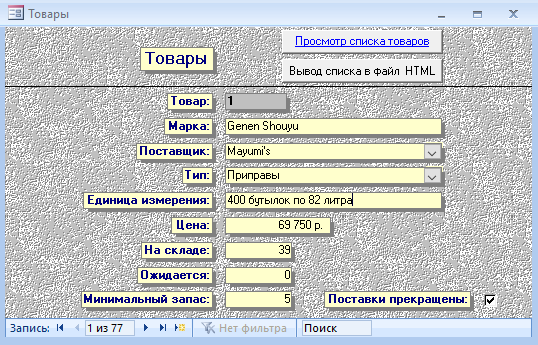 Товары
Просмотр списка товаров
Товары
Вывод списка в файл HTML
Товар: 1
Марка: Genen Shouyu
Поставщик: Mayumi's
Тип: Приправы
Единица измерения: 400 бутылок по 82 литра
Цена: 69 750 р.
На складе: 39
Ожидается: 0
Минимальный запас: 5 Поставки прекращены:
Запись: 1 из 77 Нет фильтра Поиск